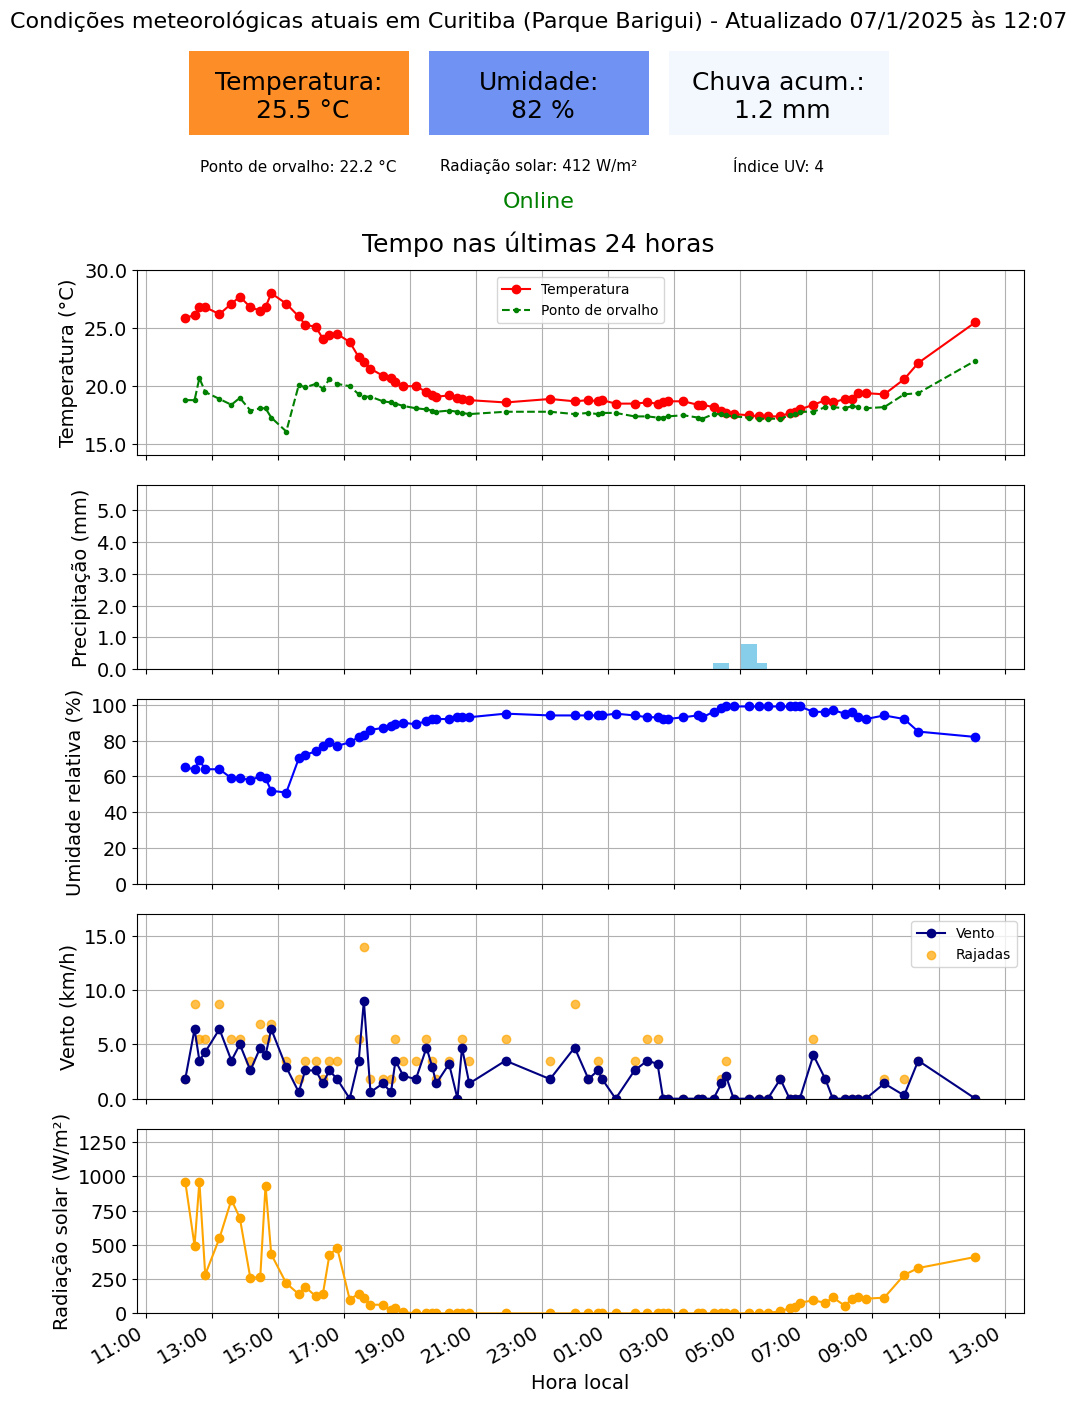 Condições meteorológicas atuais em Curitiba (Parque Barigui) - Atualizado 07/1/2025 às 12:07
Temperatura:
25.5 °C
Umidade:
82 %
Chuva acum.:
1.2 mm
Ponto de orvalho: 22.2 °C
Radiação solar: 412 W/m²
Índice UV: 4
Online
Tempo nas últimas 24 horas
Temperatura (°C)
30.0
25.0
20.0
15.0
Temperatura
Ponto de orvalho
Precipitação (mm)
5.0
4.0
3.0
2.0
1.0
0.0
Umidade relativa (%)
100
80
60
40
20
0
Vento (km/h)
15.0
10.0
5.0
0.0
Vento
Rajadas
Radiação solar (W/m²)
1250
1000
750
500
250
0
11:00
13:00
15:00
17:00
19:00
21:00
23:00
01:00
03:00
05:00
07:00
09:00
11:00
13:00
Hora local